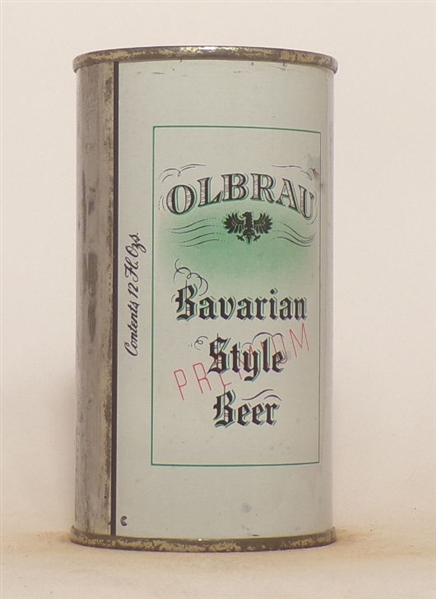 OLBRAU
Bavarian
Style
PREMIUM
Beer
Contents 12 Fl. Ozs.
c